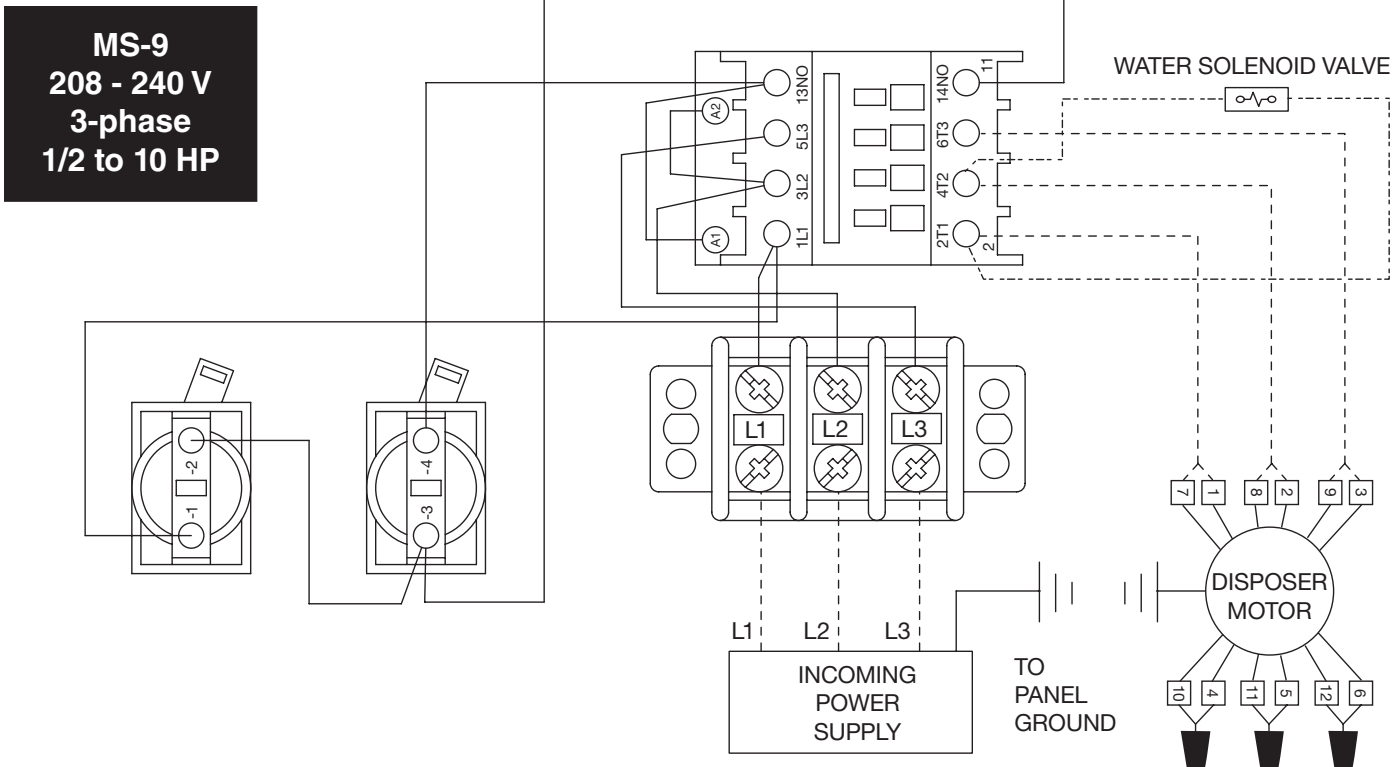 MS-9
208 - 240 V
3-phase
1/2 to 10 HP
WATER SOLENOID VALVE
A2
13NO
14NO
11
5L3
6T3
3L2
4T2
A1
1L1
2T1
2
-2
-1
-4
-3
L1
L2
L3
7
1
8
2
9
3
DISPOSER
MOTOR
L1
L2
L3
INCOMING
POWER
SUPPLY
TO
PANEL
GROUND
10
4
11
5
12
6